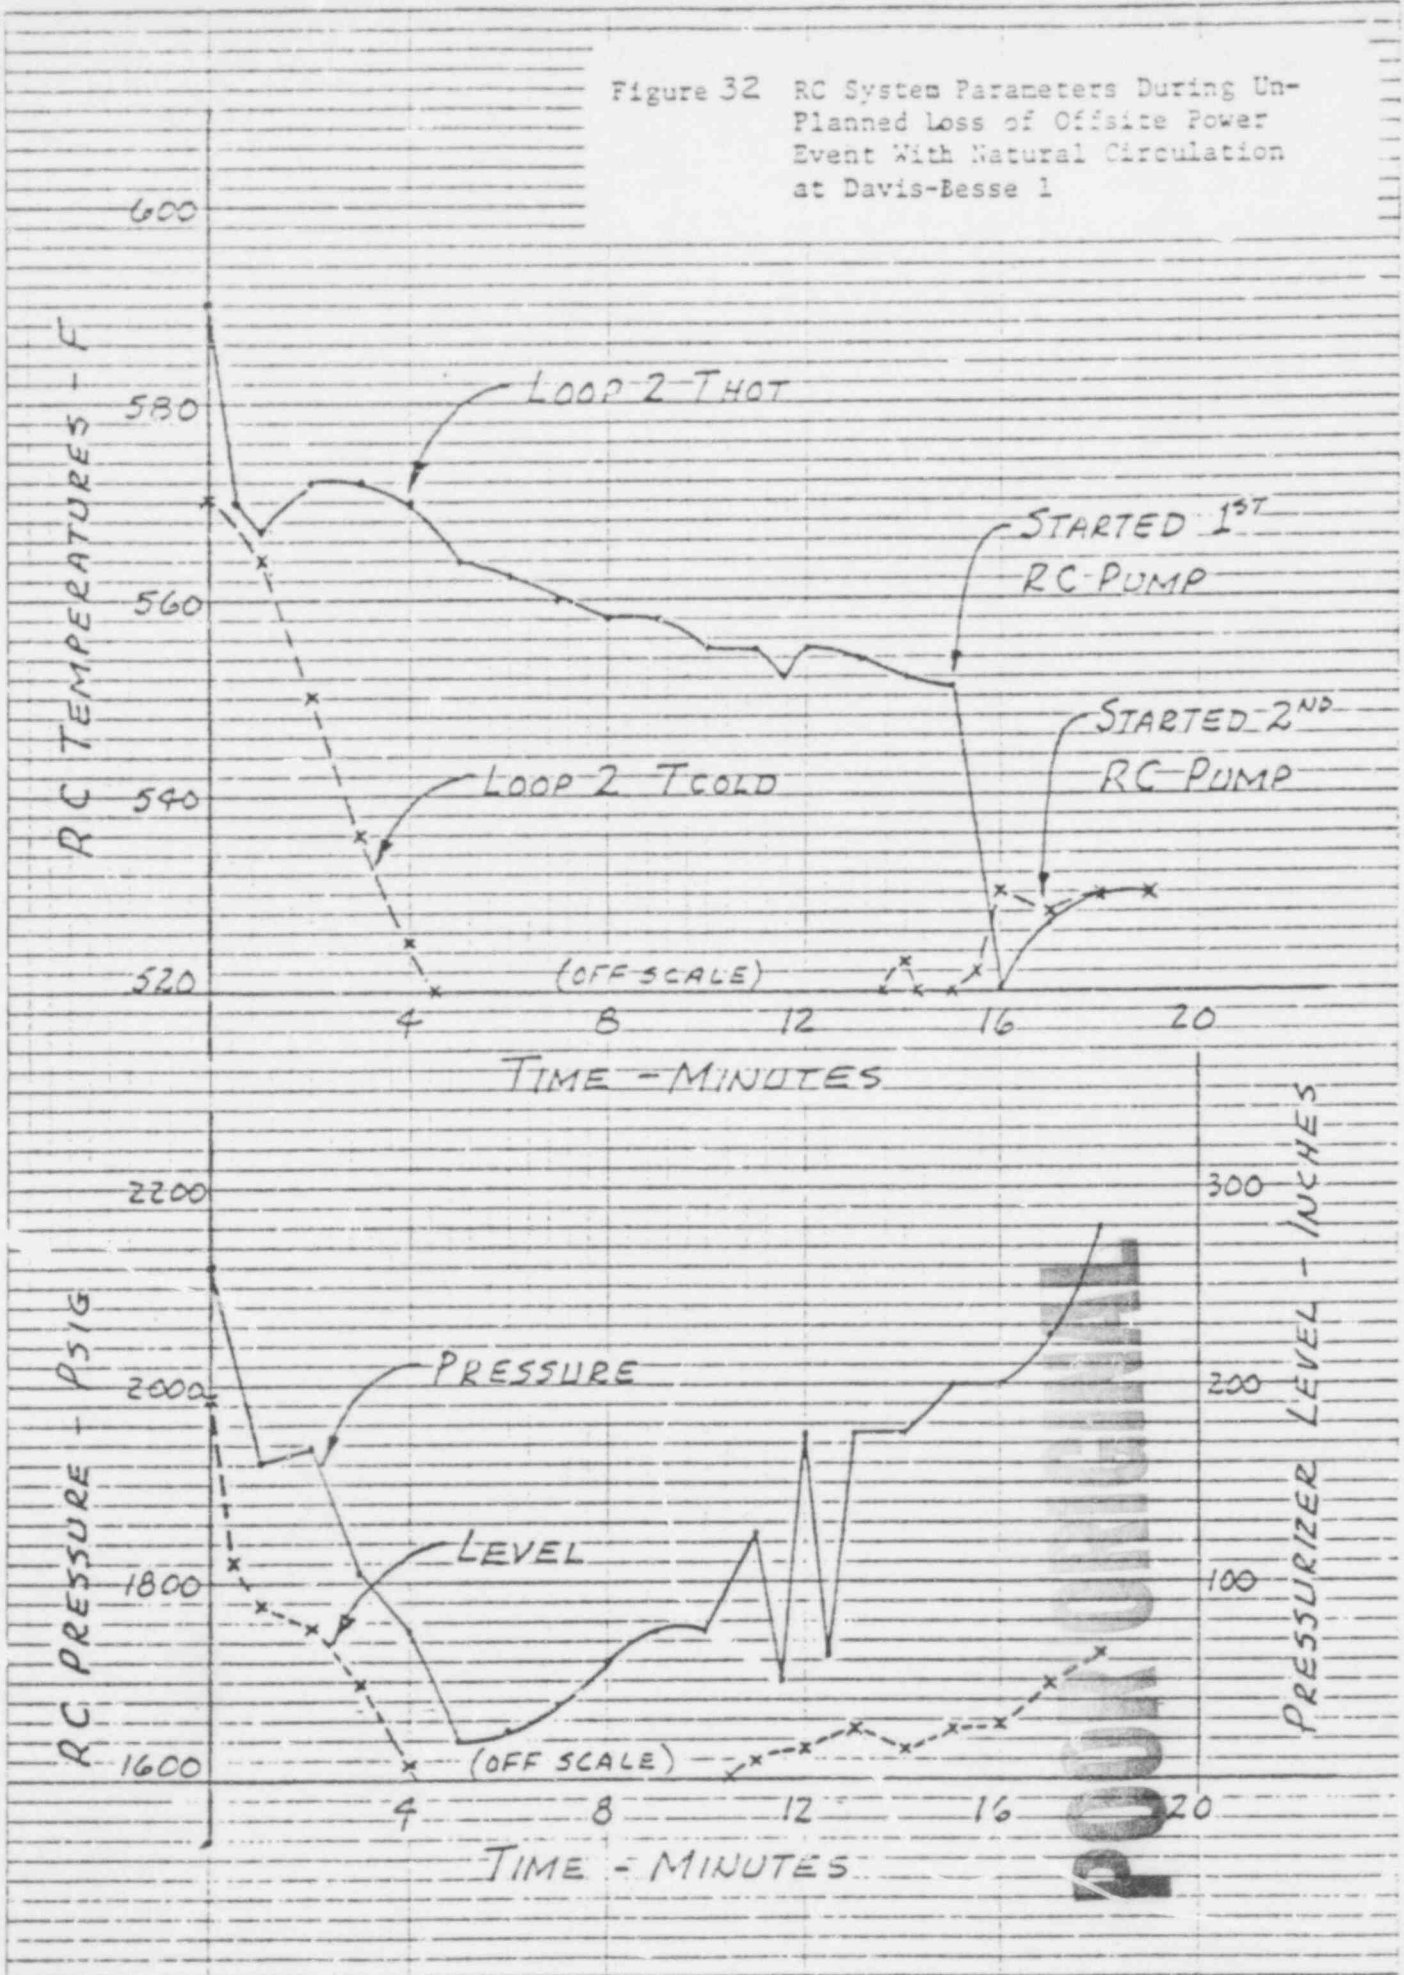 Figure 32 RC System Parameters During Un-
Planned Loss of Offsite Power
Event With Natural Circulation
at Davis-Besse 1
RC TEMPERATURES - F
600
580
560
540
520
LOOP 2 THOT
STARTED 1ST
RC PUMP
STARTED 2ND
RC PUMP
LOOP 2 TCOLD
(OFF SCALE)
4 8 12 16 20
TIME - MINUTES
RC PRESSURE - PSIG
2200
2000
1800
1600
PRESSURE
LEVEL
(OFF SCALE)
300
200
100
PRESSURIZER LEVEL - INCHES
4 8 12 16 20
TIME - MINUTES
POOR ORIGINAL